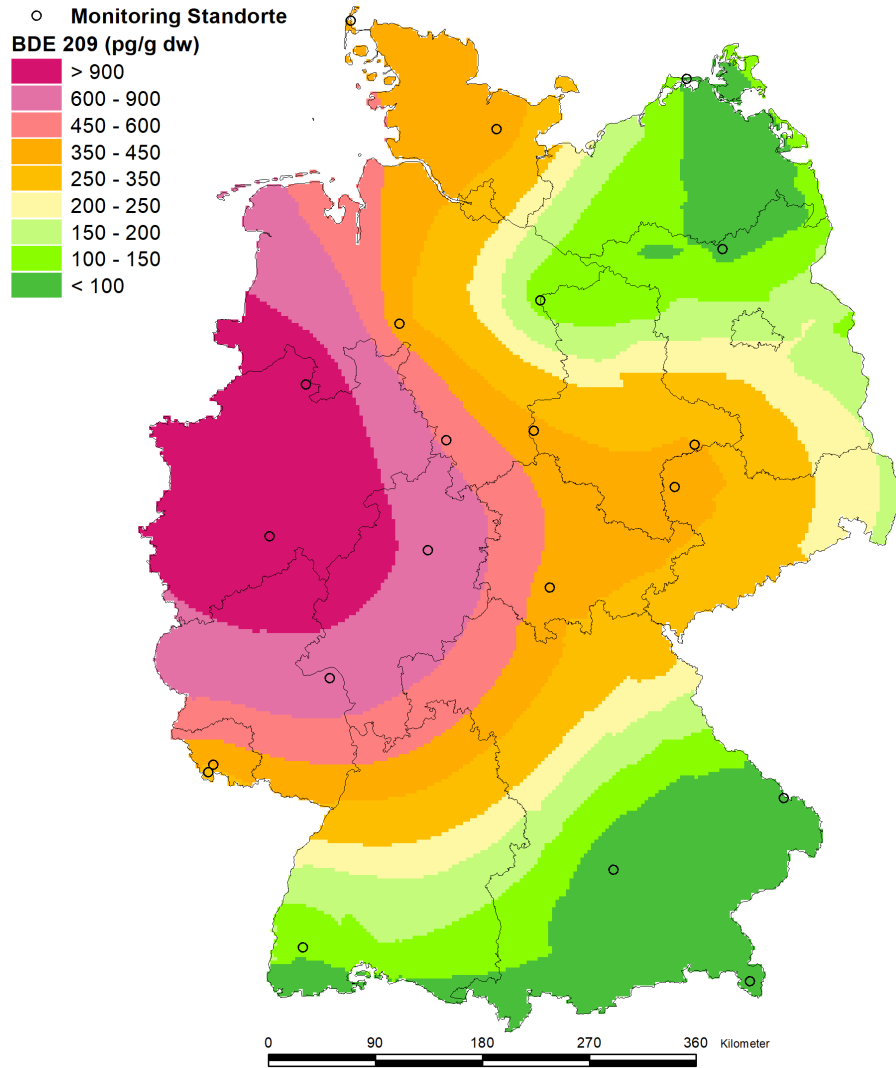 Monitoring Standorte
BDE 209 (pg/g dw)
> 900
600 - 900
450 - 600
350 - 450
250 - 350
200 - 250
150 - 200
100 - 150
< 100
0 90 180 270 360 Kilometer